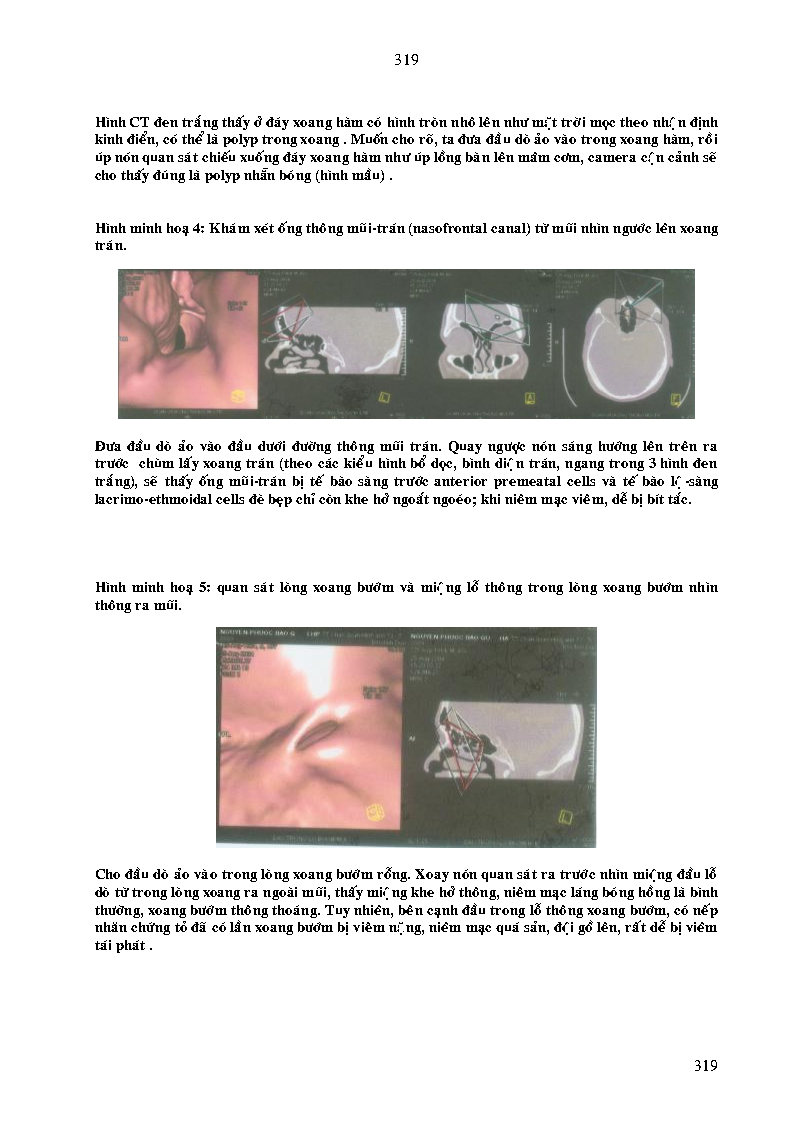 319
Hình CT đen trắng thấy ở đáy xoang hàm có hình tròn nhô lên như mặt trời mọc theo nhận định
kinh điển, có thể là polyp trong xoang . Muốn cho rõ, ta đưa đầu dò ảo vào trong xoang hàm, rồi
úp nón quan sát chiếu xuống đáy xoang hàm như úp lồng bàn lên mâm cơm, camera cận cảnh sẽ
cho thấy đúng là polyp nhẵn bóng (hình mầu) .
Hình minh hoạ 4: Khám xét ống thông mũi-trán (nasofrontal canal) từ mũi nhìn ngước lên xoang
trán.
L
A
F
Đưa đầu dò ảo vào đầu dưới đường thông mũi trán. Quay ngược nón sáng hướng lên trên ra
trước chùm lấy xoang trán (theo các kiểu hình bổ dọc, bình diện trán, ngang trong 3 hình đen
trắng), sẽ thấy ống mũi-trán bị tế bào sàng trước anterior premeatal cells và tế bào lệ -sàng
lacrimo-ethmoidal cells đè bẹp chỉ còn khe hở ngoắt ngoéo; khi niêm mạc viêm, dễ bị bít tắc.
Hình minh hoạ 5: quan sát lòng xoang bướm và miệng lỗ thông trong lòng xoang bướm nhìn
thông ra mũi.
NGUYEN PHUOC BAO G
NGUYEN PHUOC BAO GU
L
Cho đầu dò ảo vào trong lòng xoang bướm rỗng. Xoay nón quan sát ra trước nhìn miệng đầu lỗ
dò từ trong lòng xoang ra ngoài mũi, thấy miệng khe hở thông, niêm mạc láng bóng hồng là bình
thường, xoang bướm thông thoáng. Tuy nhiên, bên cạnh đầu trong lỗ thông xoang bướm, có nếp
nhăn chứng tỏ đã có lần xoang bướm bị viêm nặng, niêm mạc quá sản, đội gồ lên, rất dễ bị viêm
tái phát .
319